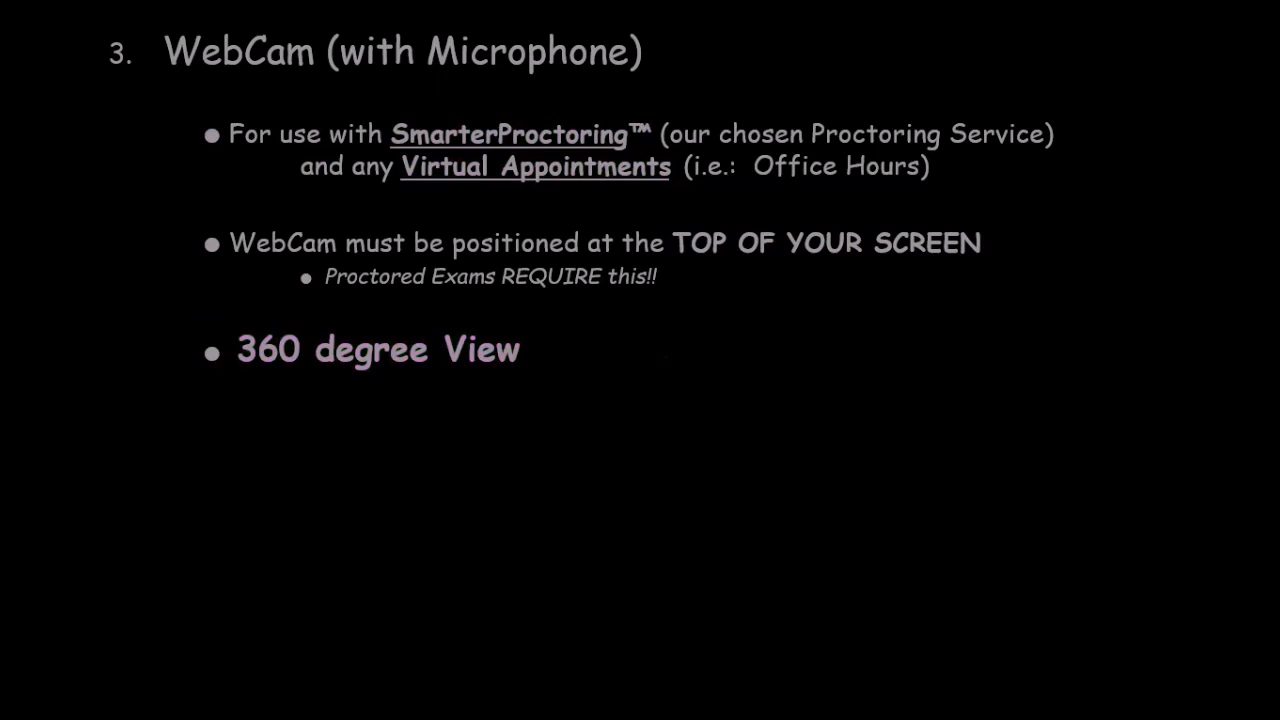 3. WebCam (with Microphone)
● For use with SmarterProctoring™ (our chosen Proctoring Service)
and any Virtual Appointments (i.e.: Office Hours)
● WebCam must be positioned at the TOP OF YOUR SCREEN
● Proctored Exams REQUIRE this!!
● 360 degree View